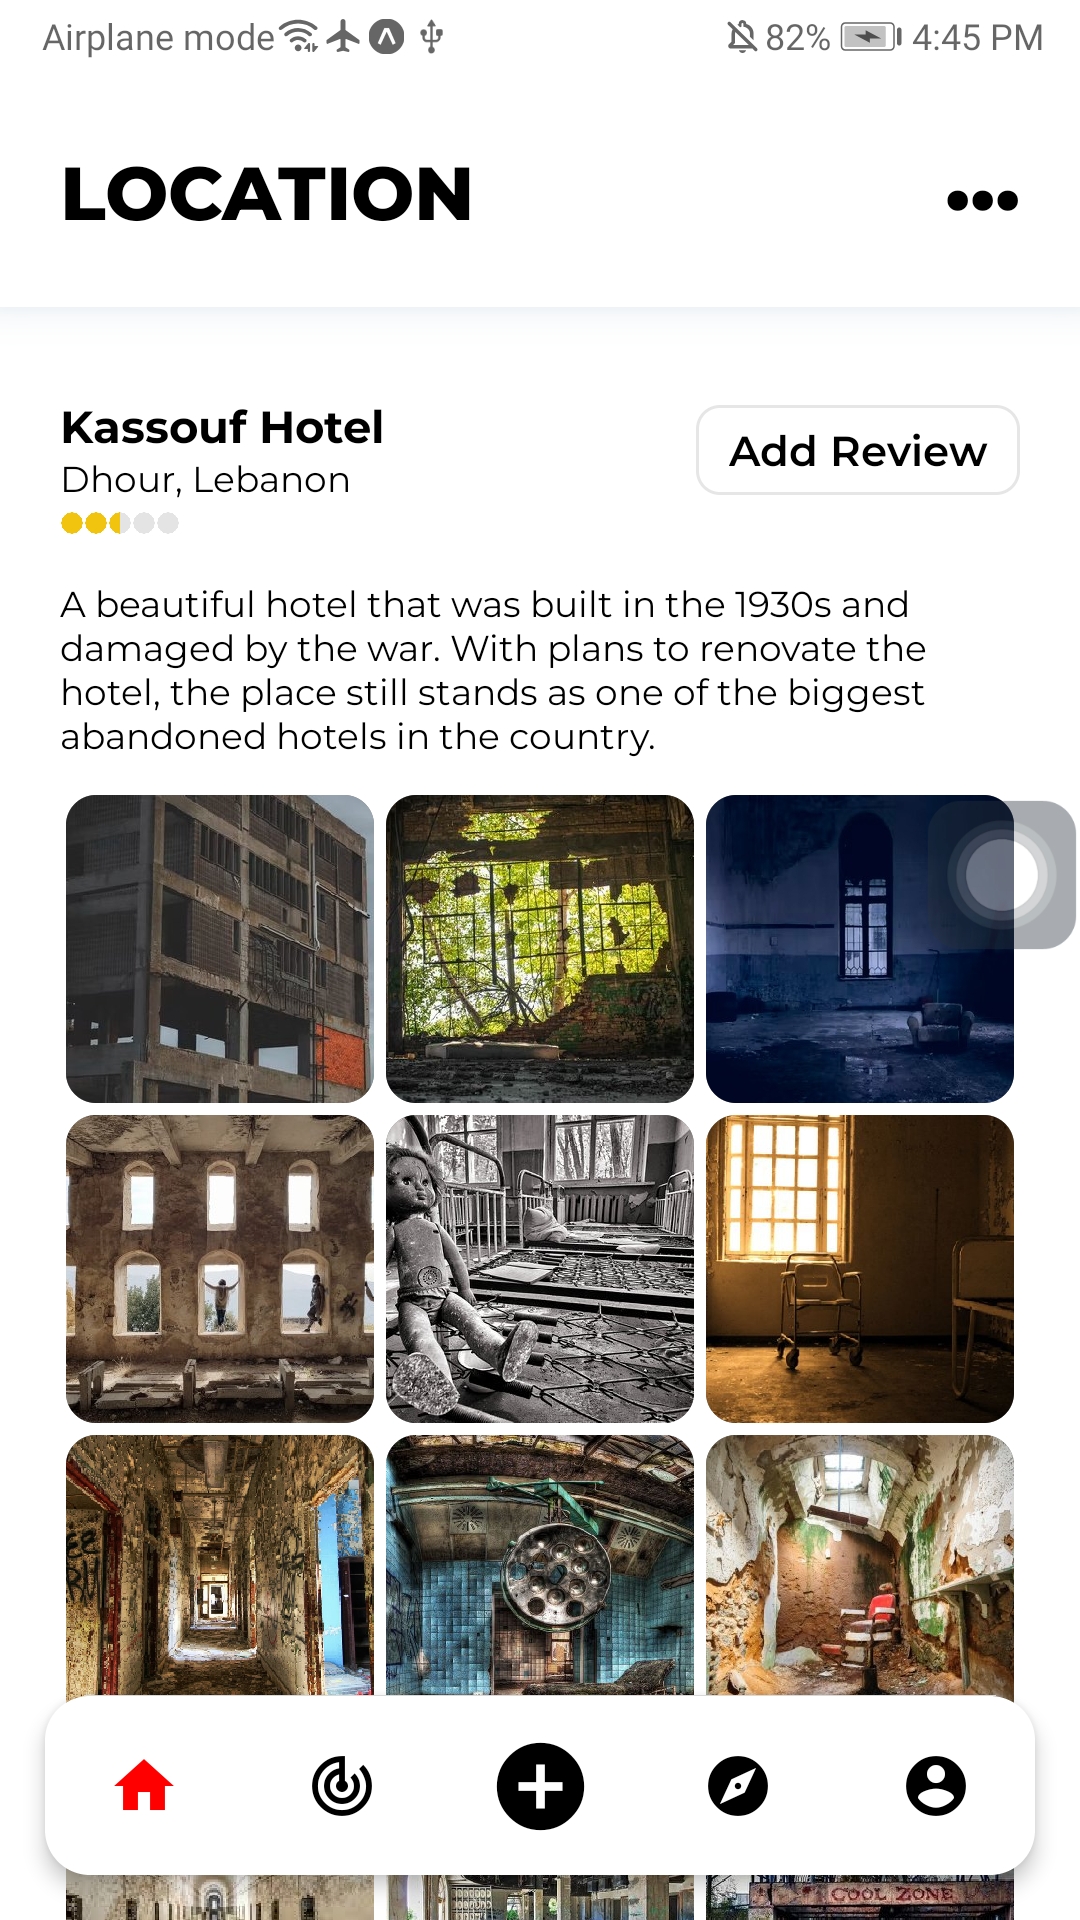 Airplane mode 82% 4:45 PM
LOCATION
Kassouf Hotel
Add Review
Dhour, Lebanon
A beautiful hotel that was built in the 1930s and
damaged by the war. With plans to renovate the
hotel, the place still stands as one of the biggest
abandoned hotels in the country.
COOL ZONE